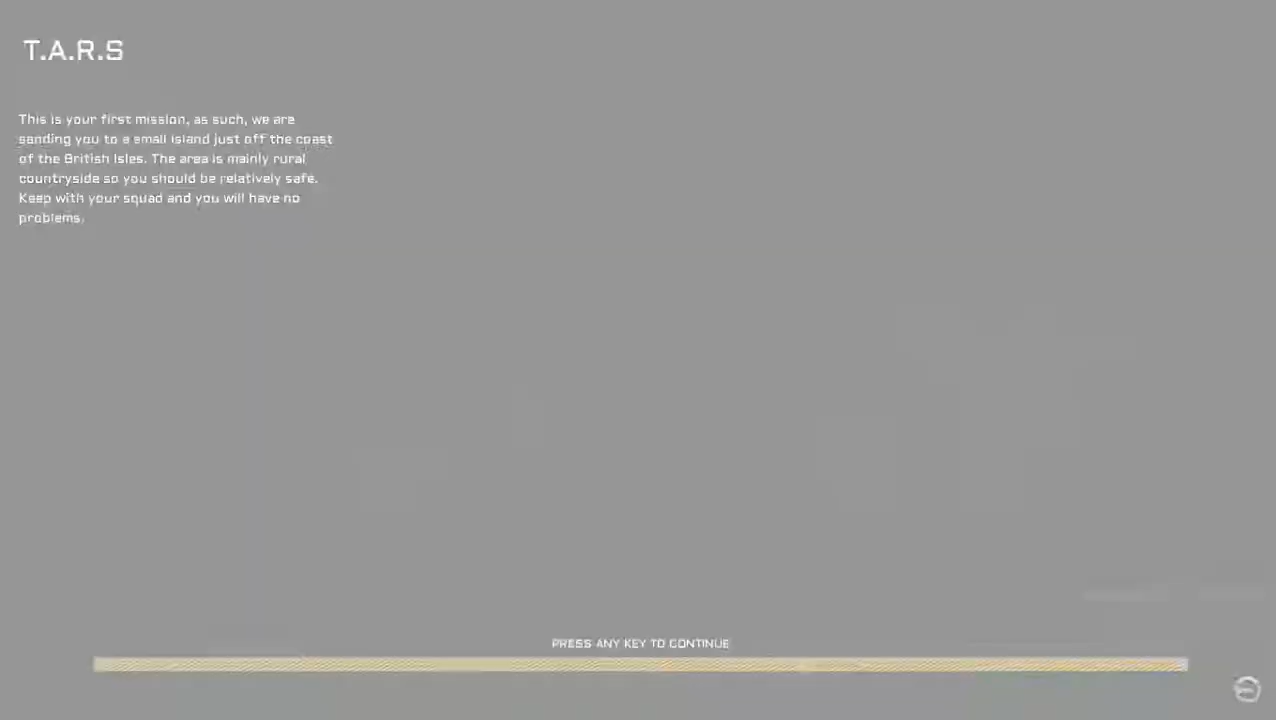 T.A.R.S
This is your first mission, as such, we are
sending you to a small island just off the coast
of the British Isles. The area is mainly rural
countryside so you should be relatively safe.
Keep with your squad and you will have no
problems.
PRESS ANY KEY TO CONTINUE